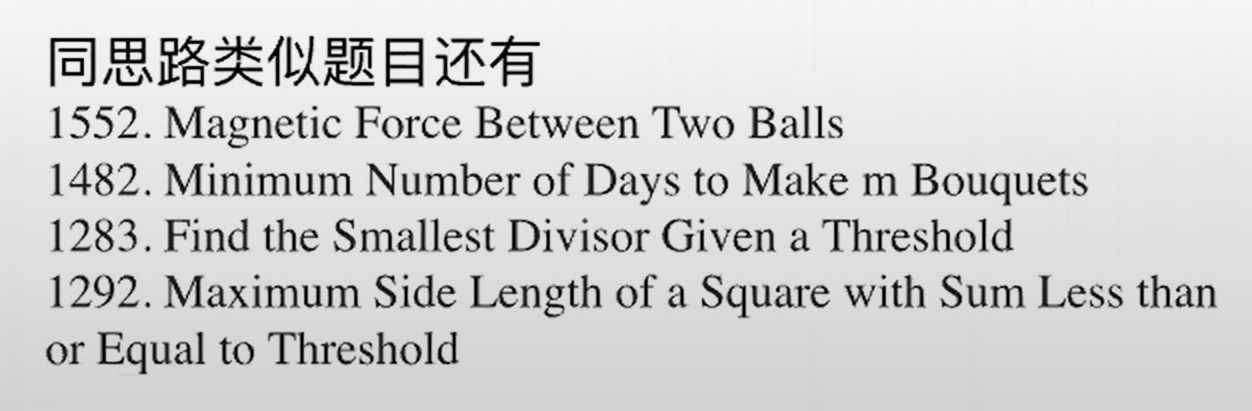 同思路类似题目还有
1552. Magnetic Force Between Two Balls
1482. Minimum Number of Days to Make m Bouquets
1283. Find the Smallest Divisor Given a Threshold
1292. Maximum Side Length of a Square with Sum Less than
or Equal to Threshold